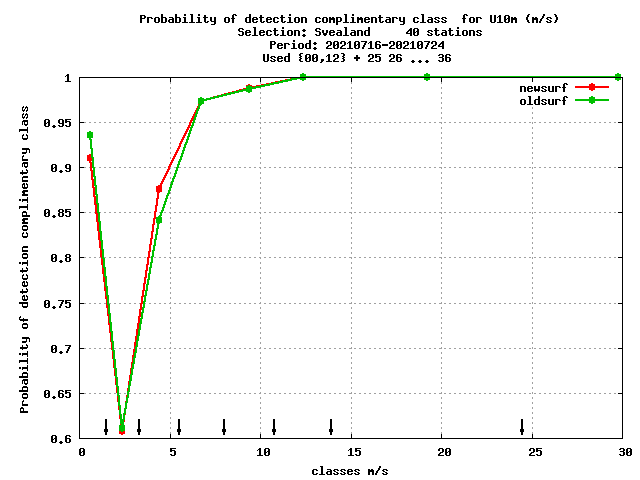 Probability of detection complimentary class  for U10m (m/s)
Selection: Svealand     40 stations
Period: 20210716-20210724
Used {00,12} + 25 26 ... 36
newsurf
oldsurf
Probability of detection complimentary class
1
0.95
0.9
0.85
0.8
0.75
0.7
0.65
0.6
0 5 10 15 20 25 30
classes m/s